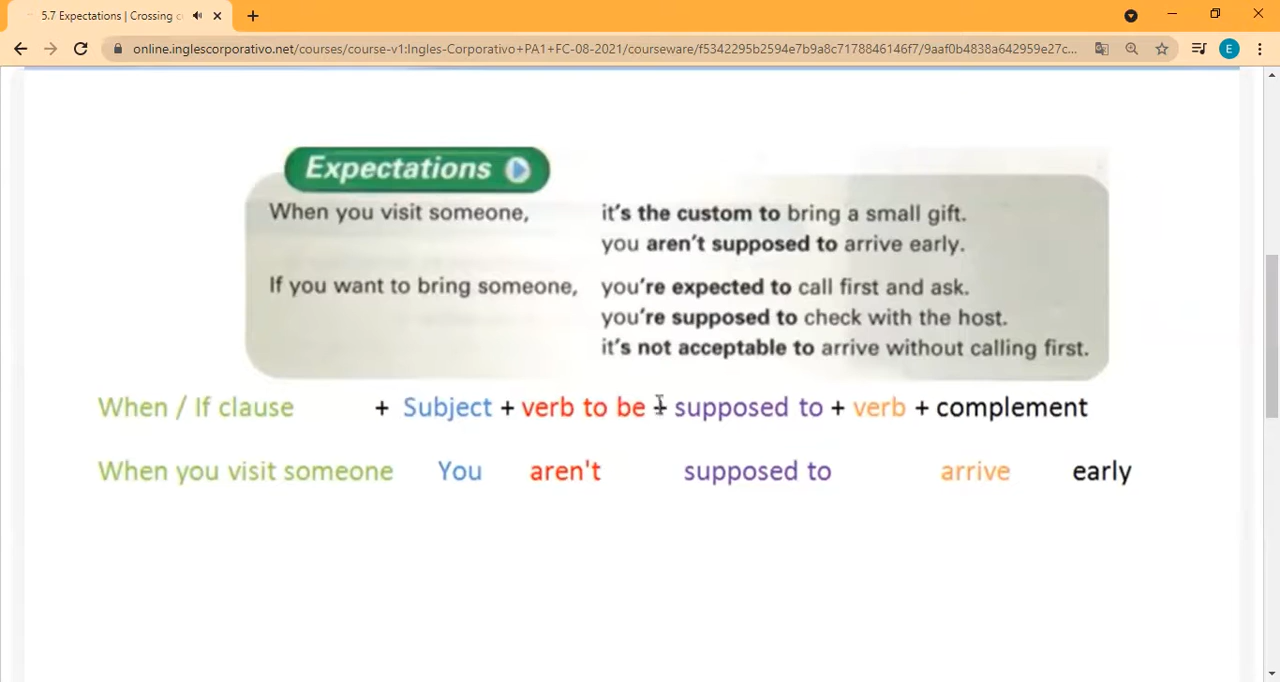 5.7 Expectations | Crossing c
online.inglescorporativo.net/courses/course-v1:Ingles-Corporativo+PA1+FC-08-2021/courseware/f5342295b2594e7b9a8c7178846146f7/9aaf0b4838a642959e27c...
E
Expectations
When you visit someone, it's the custom to bring a small gift.
you aren't supposed to arrive early.
If you want to bring someone, you're expected to call first and ask.
you're supposed to check with the host.
it's not acceptable to arrive without calling first.
When / If clause + Subject + verb to be + supposed to + verb + complement
When you visit someone You aren't supposed to arrive early